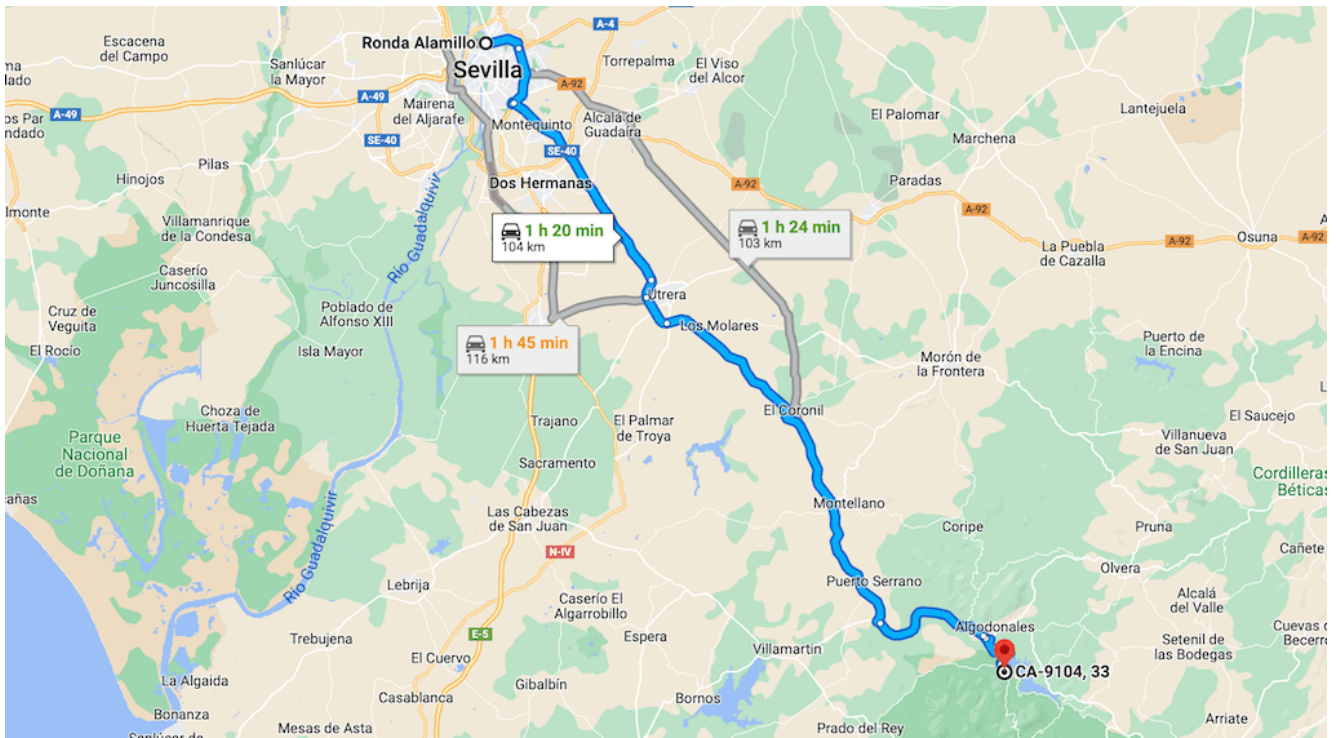 Escacena
del Campo
Sanlúcar
la Mayor
Ronda Alamillo
Sevilla
A-4
Torrepalma
El Viso
del Alcor
A-92
A-49
Mairena
del Aljarafe
A-49
SE-40
Montequinto
Alcalá de
Guadaíra
SE-40
El Palomar
Marchena
Lantejuela
Pilas
Hinojos
Dos Hermanas
A-92
Paradas
A-92
Villamanrique
de la Condesa
Río Guadalquivir
1 h 20 min
104 km
1 h 24 min
103 km
La Puebla
de Cazalla
A-92
Osuna
A-92
Caserío
Juncosilla
Cruz de
Veguita
Poblado de
Alfonso XIII
Utrera
Los Molares
El Rocío
Isla Mayor
1 h 45 min
116 km
Morón de
la Frontera
Puerto de
la Encina
Choza de
Huerta Tejada
Trajano
El Palmar
de Troya
El Coronil
El Saucejo
Parque
Nacional
de Doñana
Sacramento
Villanueva
de San Juan
Cordilleras
Béticas
Las Cabezas
de San Juan
Montellano
Coripe
Pruna
N-IV
Cañete
Olvera
Río Guadalquivir
Lebrija
Caserío El
Algarrobillo
Puerto Serrano
Alcalá
del Valle
Trebujena
E-5
Espera
Algodonales
Setenil de
las Bodegas
Cuevas d
Becerro
El Cuervo
Villamartin
La Algaida
Casablanca
Gibalbín
Bornos
CA-9104, 33
Bonanza
Mesas de Asta
Prado del Rey
Arriate